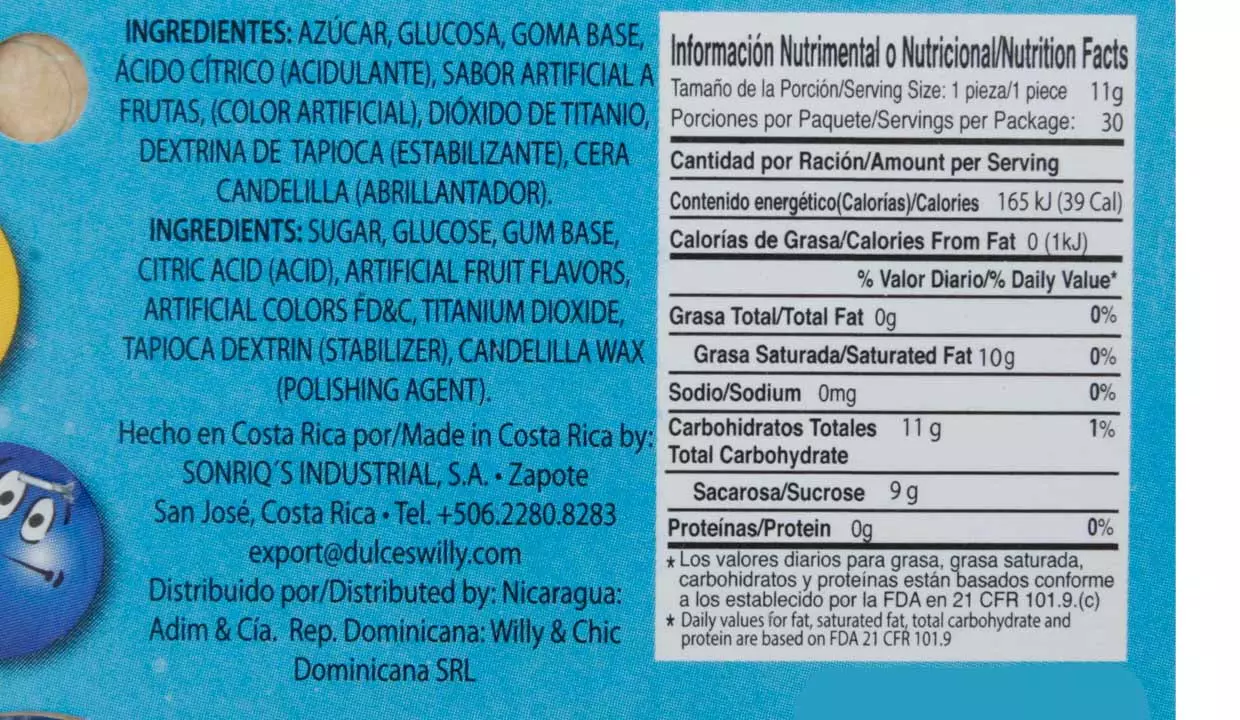 INGREDIENTES: AZÚCAR, GLUCOSA, GOMA BASE,
ÁCIDO CÍTRICO (ACIDULANTE), SABOR ARTIFICIAL A
FRUTAS, (COLOR ARTIFICIAL), DIÓXIDO DE TITANIO,
DEXTRINA DE TAPIOCA (ESTABILIZANTE), CERA
CANDELILLA (ABRILLANTADOR).
INGREDIENTS: SUGAR, GLUCOSE, GUM BASE,
CITRIC ACID (ACID), ARTIFICIAL FRUIT FLAVORS,
ARTIFICIAL COLORS FD&C, TITANIUM DIOXIDE,
TAPIOCA DEXTRIN (STABILIZER), CANDELILLA WAX
(POLISHING AGENT).
Hecho en Costa Rica por/Made in Costa Rica by:
SONRIQ´S INDUSTRIAL, S.A. • Zapote
San José, Costa Rica • Tel. +506.2280.8283
export@dulceswilly.com
Distribuido por/Distributed by: Nicaragua:
Adim & Cía. Rep. Dominicana: Willy & Chic
Dominicana SRL
Información Nutrimental o Nutricional/Nutrition Facts
Tamaño de la Porción/Serving Size: 1 pieza/1 piece 11g
Porciones por Paquete/Servings per Package: 30
Cantidad por Ración/Amount per Serving
Contenido energético(Calorías)/Calories 165 kJ (39 Cal)
Calorías de Grasa/Calories From Fat 0 (1kJ)
% Valor Diario/% Daily Value*
Grasa Total/Total Fat 0g 0%
Grasa Saturada/Saturated Fat 10g 0%
Sodio/Sodium 0mg 0%
Carbohidratos Totales 11 g 1%
Total Carbohydrate
Sacarosa/Sucrose 9 g
Proteínas/Protein 0g 0%
* Los valores diarios para grasa, grasa saturada,
carbohidratos y proteínas están basados conforme
a los establecido por la FDA en 21 CFR 101.9.(c)
* Daily values for fat, saturated fat, total carbohydrate and
protein are based on FDA 21 CFR 101.9